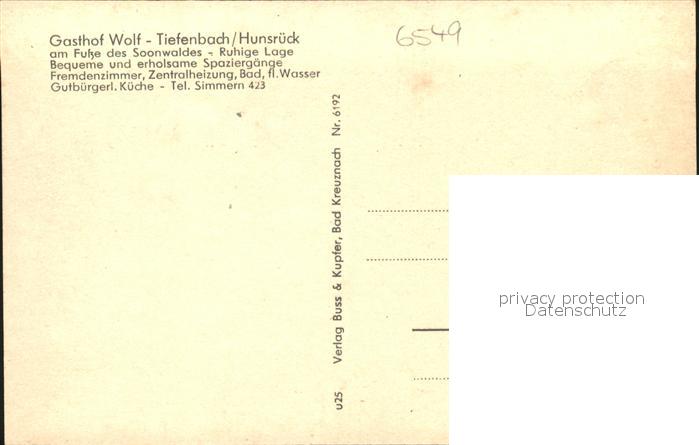 Gasthof Wolf - Tiefenbach/Hunsrück
am Fuße des Soonwaldes - Ruhige Lage
Bequeme und erholsame Spaziergänge
Fremdenzimmer, Zentralheizung, Bad, fl. Wasser
Gutbürgerl. Küche - Tel. Simmern 423
6549
u25 Verlag Buss & Kupfer, Bad Kreuznach Nr. 6192
privacy protection
Datenschutz